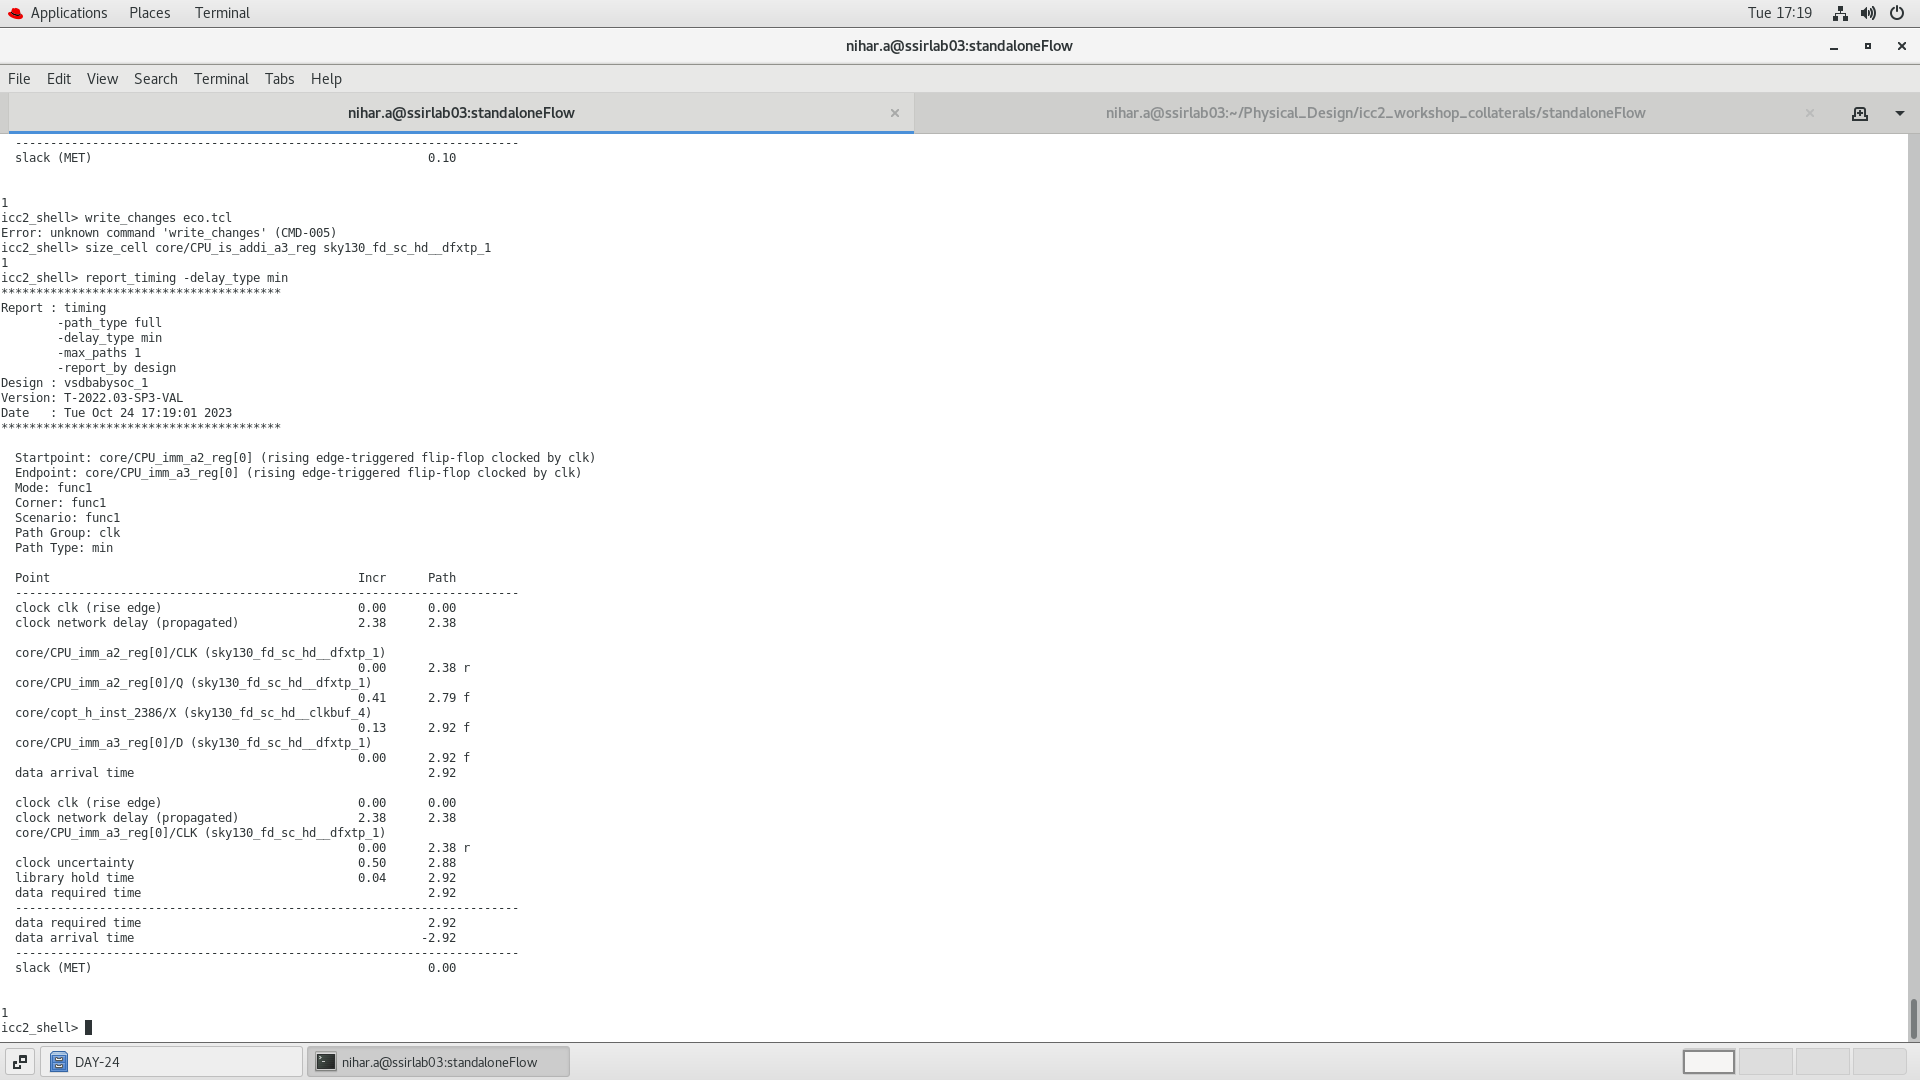 Applications Places Terminal Tue 17:19
nihar.a@ssirlab03:standaloneFlow
File Edit View Search Terminal Tabs Help
nihar.a@ssirlab03:standaloneFlow × nihar.a@ssirlab03:~/Physical_Design/icc2_workshop_collaterals/standaloneFlow ×
------------------------------------------------------------------------
slack (MET) 0.10
1
icc2_shell> write_changes eco.tcl
Error: unknown command 'write_changes' (CMD-005)
icc2_shell> size_cell core/CPU_is_addi_a3_reg sky130_fd_sc_hd__dfxtp_1
1
icc2_shell> report_timing -delay_type min
****************************************
Report : timing
-path_type full
-delay_type min
-max_paths 1
-report_by design
Design : vsdbabysoc_1
Version: T-2022.03-SP3-VAL
Date : Tue Oct 24 17:19:01 2023
****************************************
Startpoint: core/CPU_imm_a2_reg[0] (rising edge-triggered flip-flop clocked by clk)
Endpoint: core/CPU_imm_a3_reg[0] (rising edge-triggered flip-flop clocked by clk)
Mode: func1
Corner: func1
Scenario: func1
Path Group: clk
Path Type: min
Point Incr Path
------------------------------------------------------------------------
clock clk (rise edge) 0.00 0.00
clock network delay (propagated) 2.38 2.38
core/CPU_imm_a2_reg[0]/CLK (sky130_fd_sc_hd__dfxtp_1)
0.00 2.38 r
core/CPU_imm_a2_reg[0]/Q (sky130_fd_sc_hd__dfxtp_1)
0.41 2.79 f
core/copt_h_inst_2386/X (sky130_fd_sc_hd__clkbuf_4)
0.13 2.92 f
core/CPU_imm_a3_reg[0]/D (sky130_fd_sc_hd__dfxtp_1)
0.00 2.92 f
data arrival time 2.92
clock clk (rise edge) 0.00 0.00
clock network delay (propagated) 2.38 2.38
core/CPU_imm_a3_reg[0]/CLK (sky130_fd_sc_hd__dfxtp_1)
0.00 2.38 r
clock uncertainty 0.50 2.88
library hold time 0.04 2.92
data required time 2.92
------------------------------------------------------------------------
data required time 2.92
data arrival time -2.92
------------------------------------------------------------------------
slack (MET) 0.00
1
icc2_shell>
DAY-24 nihar.a@ssirlab03:standaloneFlow